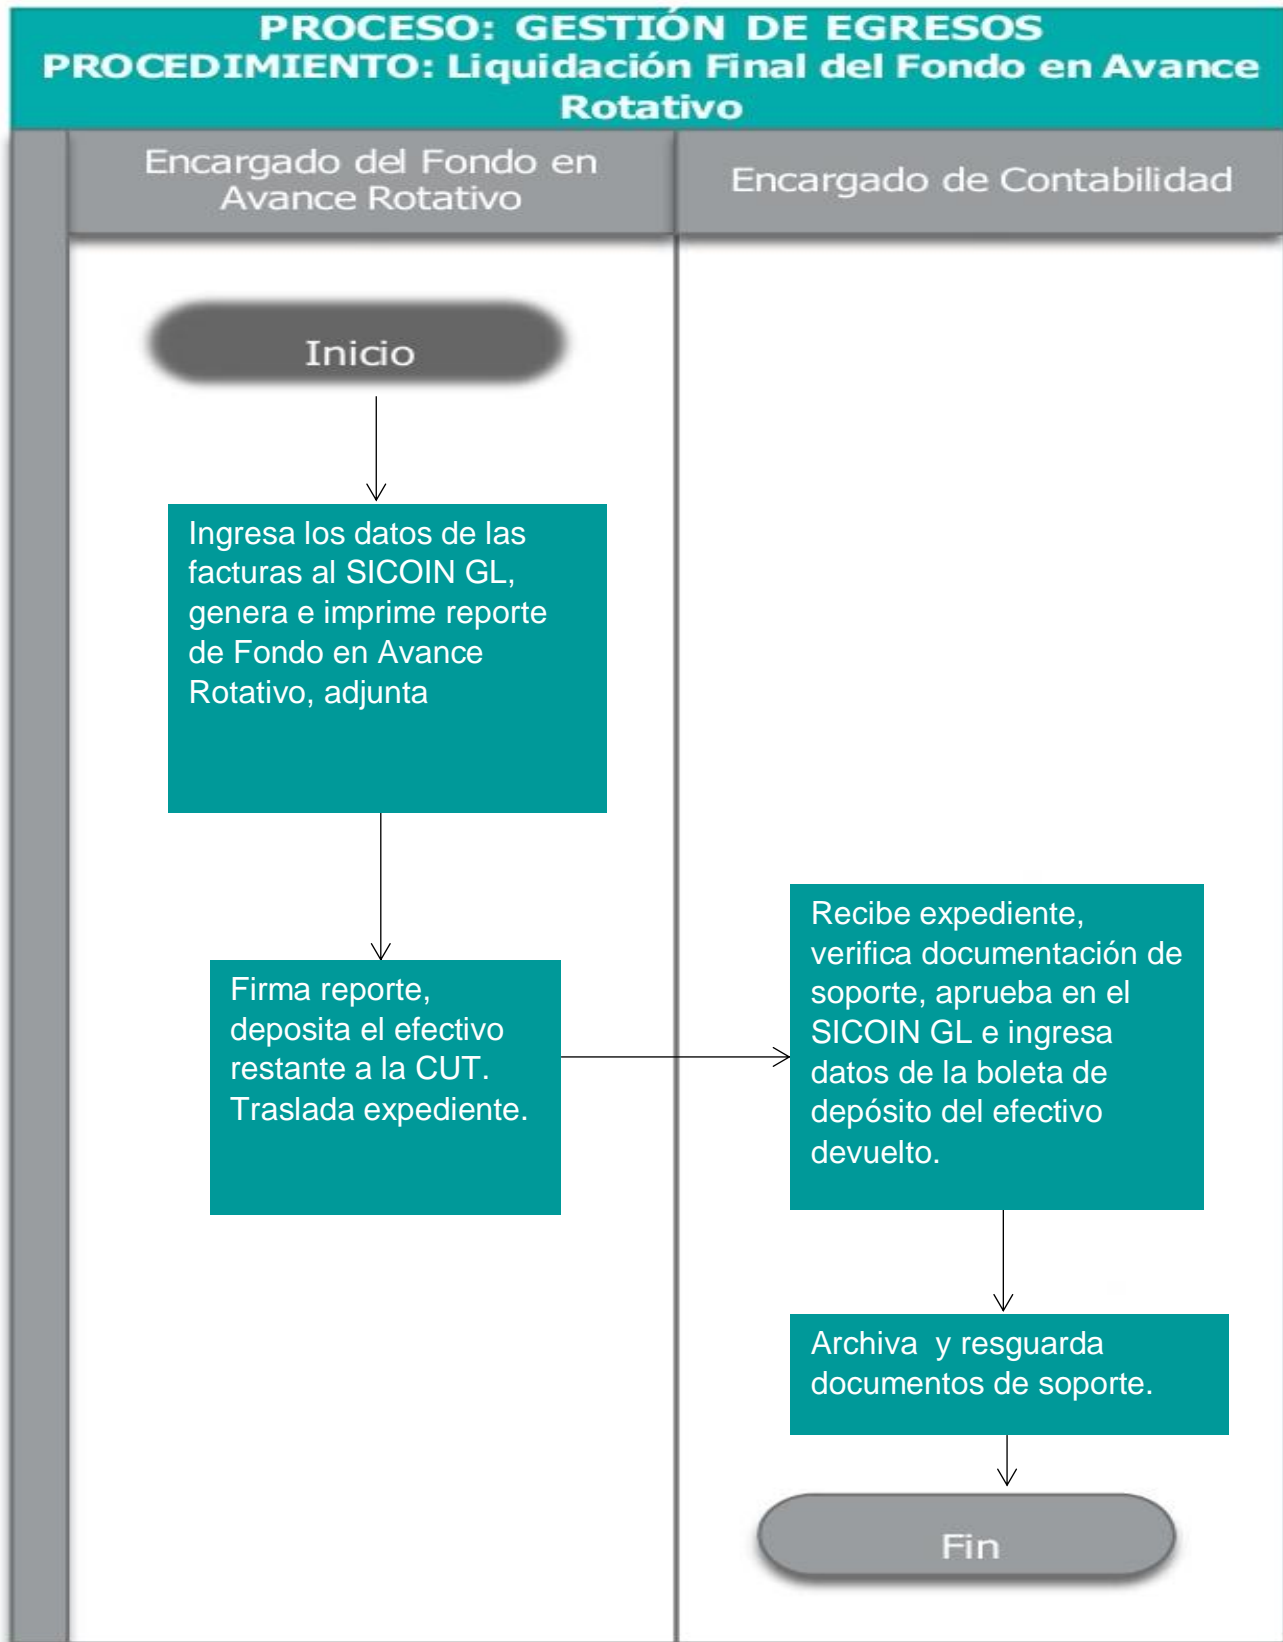 PROCESO: GESTIÓN DE EGRESOS
PROCEDIMIENTO: Liquidación Final del Fondo en Avance
Rotativo
Encargado del Fondo en
Avance Rotativo
Encargado de Contabilidad
Inicio
Ingresa los datos de las
facturas al SICOIN GL,
genera e imprime reporte
de Fondo en Avance
Rotativo, adjunta
Firma reporte,
deposita el efectivo
restante a la CUT.
Traslada expediente.
Recibe expediente,
verifica documentación de
soporte, aprueba en el
SICOIN GL e ingresa
datos de la boleta de
depósito del efectivo
devuelto.
Archiva  y resguarda
documentos de soporte.
Fin